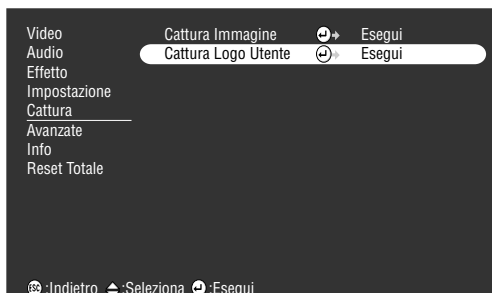 Video
Audio
Effetto
Impostazione
Cattura
Avanzate
Info
Reset Totale
Cattura Immagine Esegui
Cattura Logo Utente Esegui
ESC :Indietro :Seleziona :Esegui